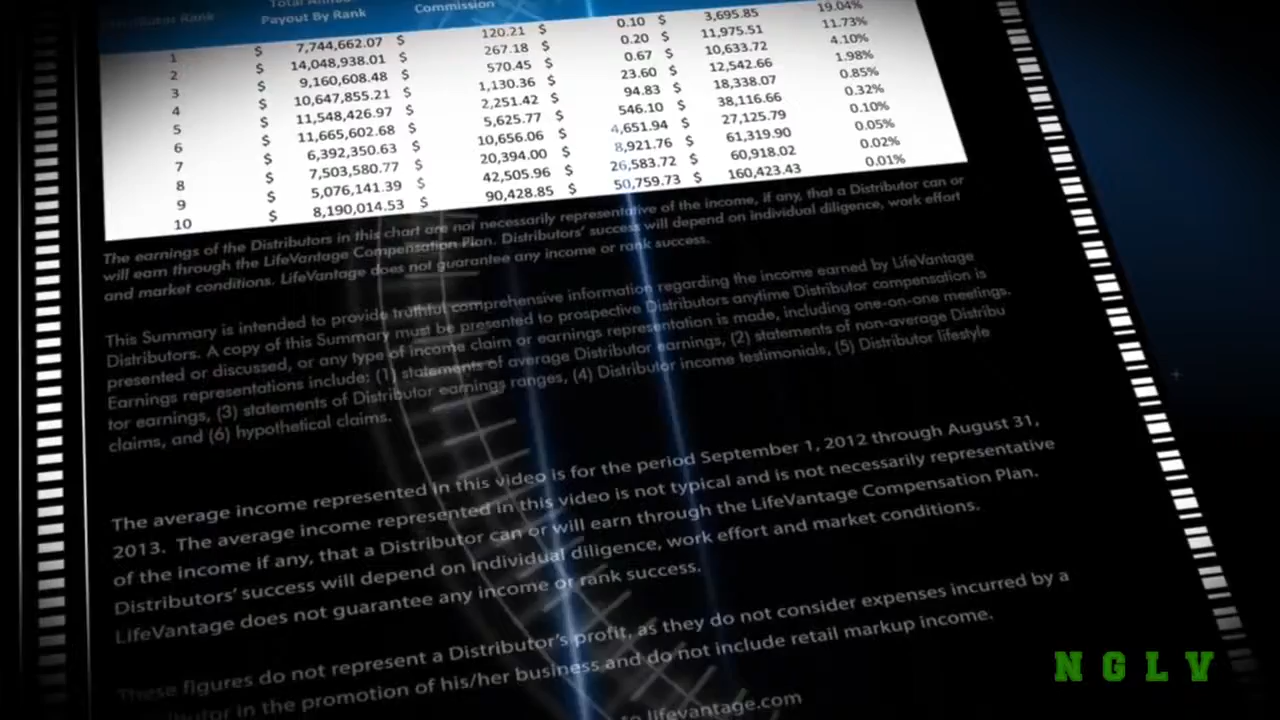 Rank
Payout By Rank
Commission
1 $ 7,744,662.07 $ 120.21 $ 0.10 $ 3,695.85 19.04%
2 $ 14,048,938.01 $ 267.18 $ 0.20 $ 11,975.51 11.73%
3 $ 9,160,608.48 $ 570.45 $ 0.67 $ 10,633.72 4.10%
4 $ 10,647,855.21 $ 1,130.36 $ 23.60 $ 12,542.66 1.98%
5 $ 11,548,426.97 $ 2,251.42 $ 94.83 $ 18,338.07 0.85%
6 $ 11,665,602.68 $ 5,625.77 $ 546.10 $ 38,116.66 0.32%
7 $ 6,392,350.63 $ 10,656.06 $ 4,651.94 $ 27,125.79 0.10%
8 $ 7,503,580.77 $ 20,394.00 $ 8,921.76 $ 61,319.90 0.05%
9 $ 5,076,141.39 $ 42,505.96 $ 26,583.72 $ 60,918.02 0.02%
10 $ 8,190,014.53 $ 90,428.85 $ 50,759.73 $ 160,423.43 0.01%
The earnings of the Distributors in this chart are not necessarily representative of the income, if any, that a Distributor can or
will earn through the LifeVantage Compensation Plan. Distributors' success will depend on individual diligence, work effort
and market conditions. LifeVantage does not guarantee any income or rank success.
This Summary is intended to provide truthful comprehensive information regarding the income earned by LifeVantage
Distributors. A copy of this Summary must be presented to prospective Distributors anytime Distributor compensation is
presented or discussed, or any type of income claim or earnings representation is made, including one-on-one meetings.
Earnings representations include: (1) statements of average Distributor earnings, (2) statements of non-average Distribu
tor earnings, (3) statements of Distributor earnings ranges, (4) Distributor income testimonials, (5) Distributor lifestyle
claims, and (6) hypothetical claims.
The average income represented in this video is for the period September 1, 2012 through August 31,
2013. The average income represented in this video is not typical and is not necessarily representative
of the income if any, that a Distributor can or will earn through the LifeVantage Compensation Plan.
Distributors' success will depend on individual diligence, work effort and market conditions.
LifeVantage does not guarantee any income or rank success.
These figures do not represent a Distributor's profit, as they do not consider expenses incurred by a
in the promotion of his/her business and do not include retail markup income.
to lifevantage.com
N G L V